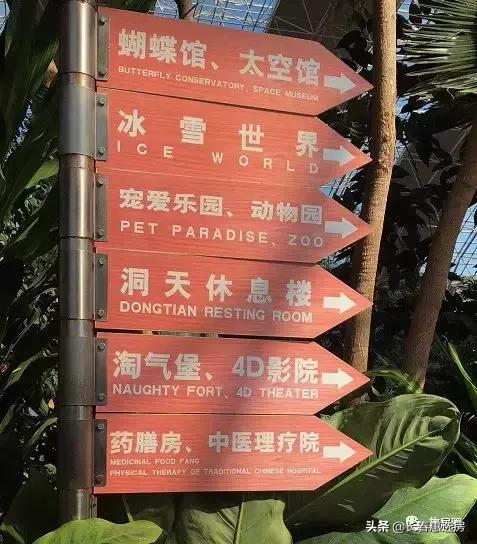 蝴蝶馆、太空馆
BUTTERFLY CONSERVATORY, SPACE MUSEUM
冰雪世界
ICE WORLD
宠爱乐园、动物园
PET PARADISE、ZOO
洞天休息楼
DONGTIAN RESTING ROOM
淘气堡、4D影院
NAUGHTY FORT、4D THEATER
药膳房、中医理疗院
MEDICINAL FOOD FANG
PHYSICAL THERAPY OF TRADITIONAL CHINESE HOSPITAL